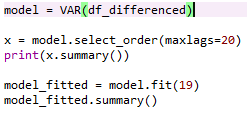 model = VAR(df_differenced)
x = model.select_order(maxlags=20)
print(x.summary())
model_fitted = model.fit(19)
model_fitted.summary()